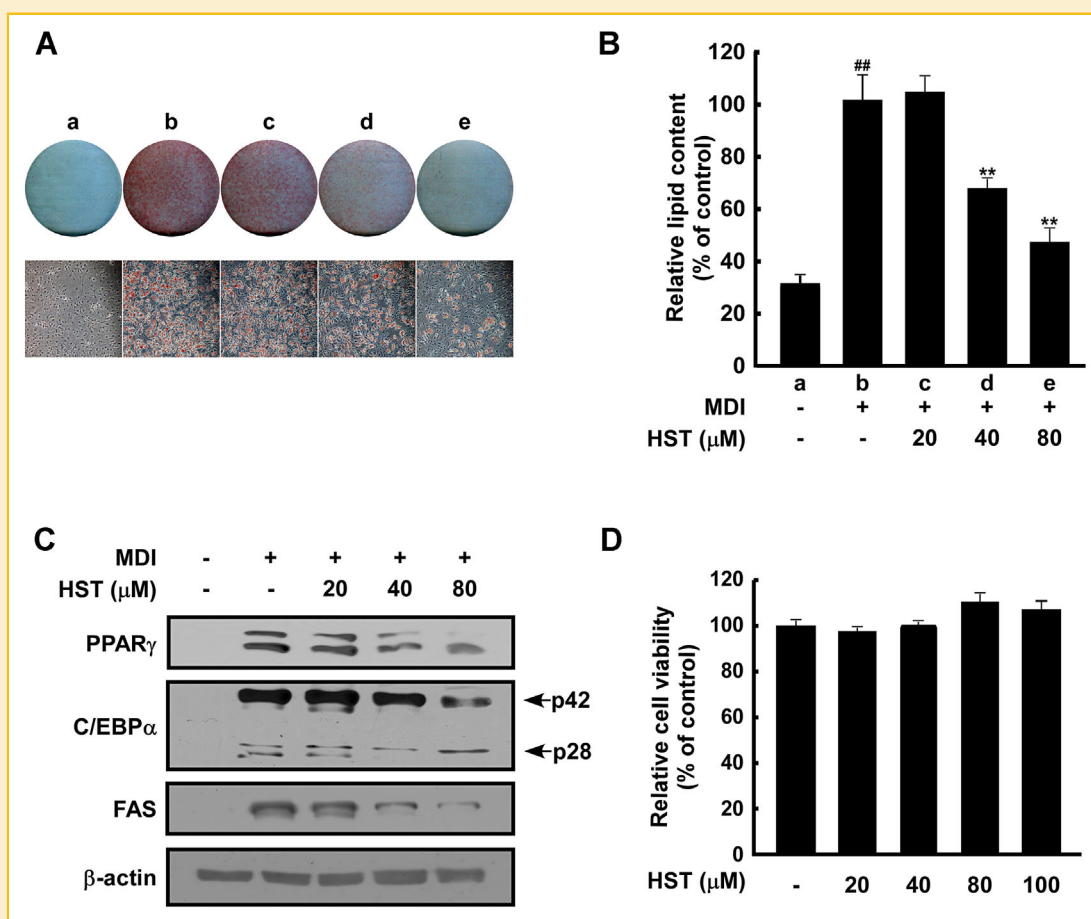 A
a b c d e
B
Relative lipid content
(% of control)
120
100
80
60
40
20
0
##
**
**
a b c d e
MDI - + + + +
HST (μM) - - 20 40 80
C
MDI - + + + +
HST (μM) - - 20 40 80
PPARγ
C/EBPα
p42
p28
FAS
β-actin
D
Relative cell viability
(% of control)
120
100
80
60
40
20
0
HST (μM) - 20 40 80 100